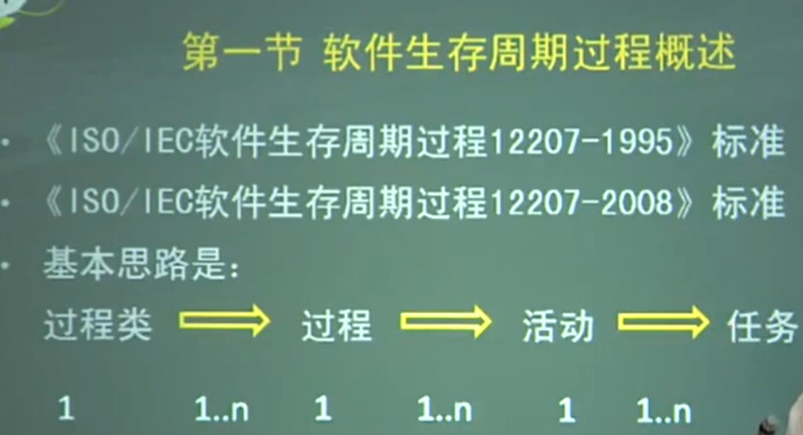 第一节 软件生存周期过程概述
· 《ISO/IEC软件生存周期过程12207-1995》标准
· 《ISO/IEC软件生存周期过程12207-2008》标准
· 基本思路是：
过程类 过程 活动 任务
1 1..n 1 1..n 1 1..n